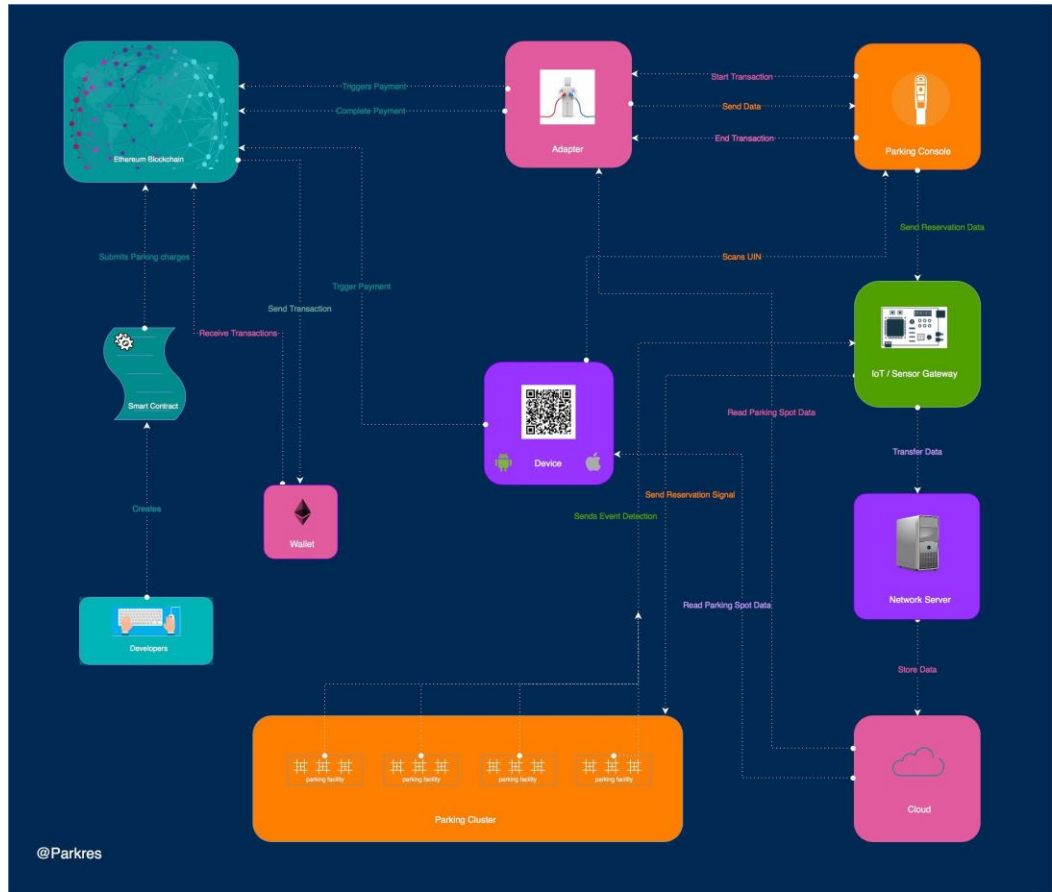 Triggers Payment
Start Transaction
Complete Payment
Send Data
End Transaction
Ethereum Blockchain
Adapter
Parking Console
Send Reservation Data
Submits Parking charges
Scans UIN
Trigger Payment
Send Transaction
Receive Transactions
IoT / Sensor Gateway
Smart Contract
Read Parking Spot Data
Transfer Data
Device
Send Reservation Signal
Creates
Sends Event Detection
Wallet
Network Server
Read Parking Spot Data
Developers
Store Data
parking facility
parking facility
parking facility
parking facility
Cloud
Parking Cluster
@Parkres